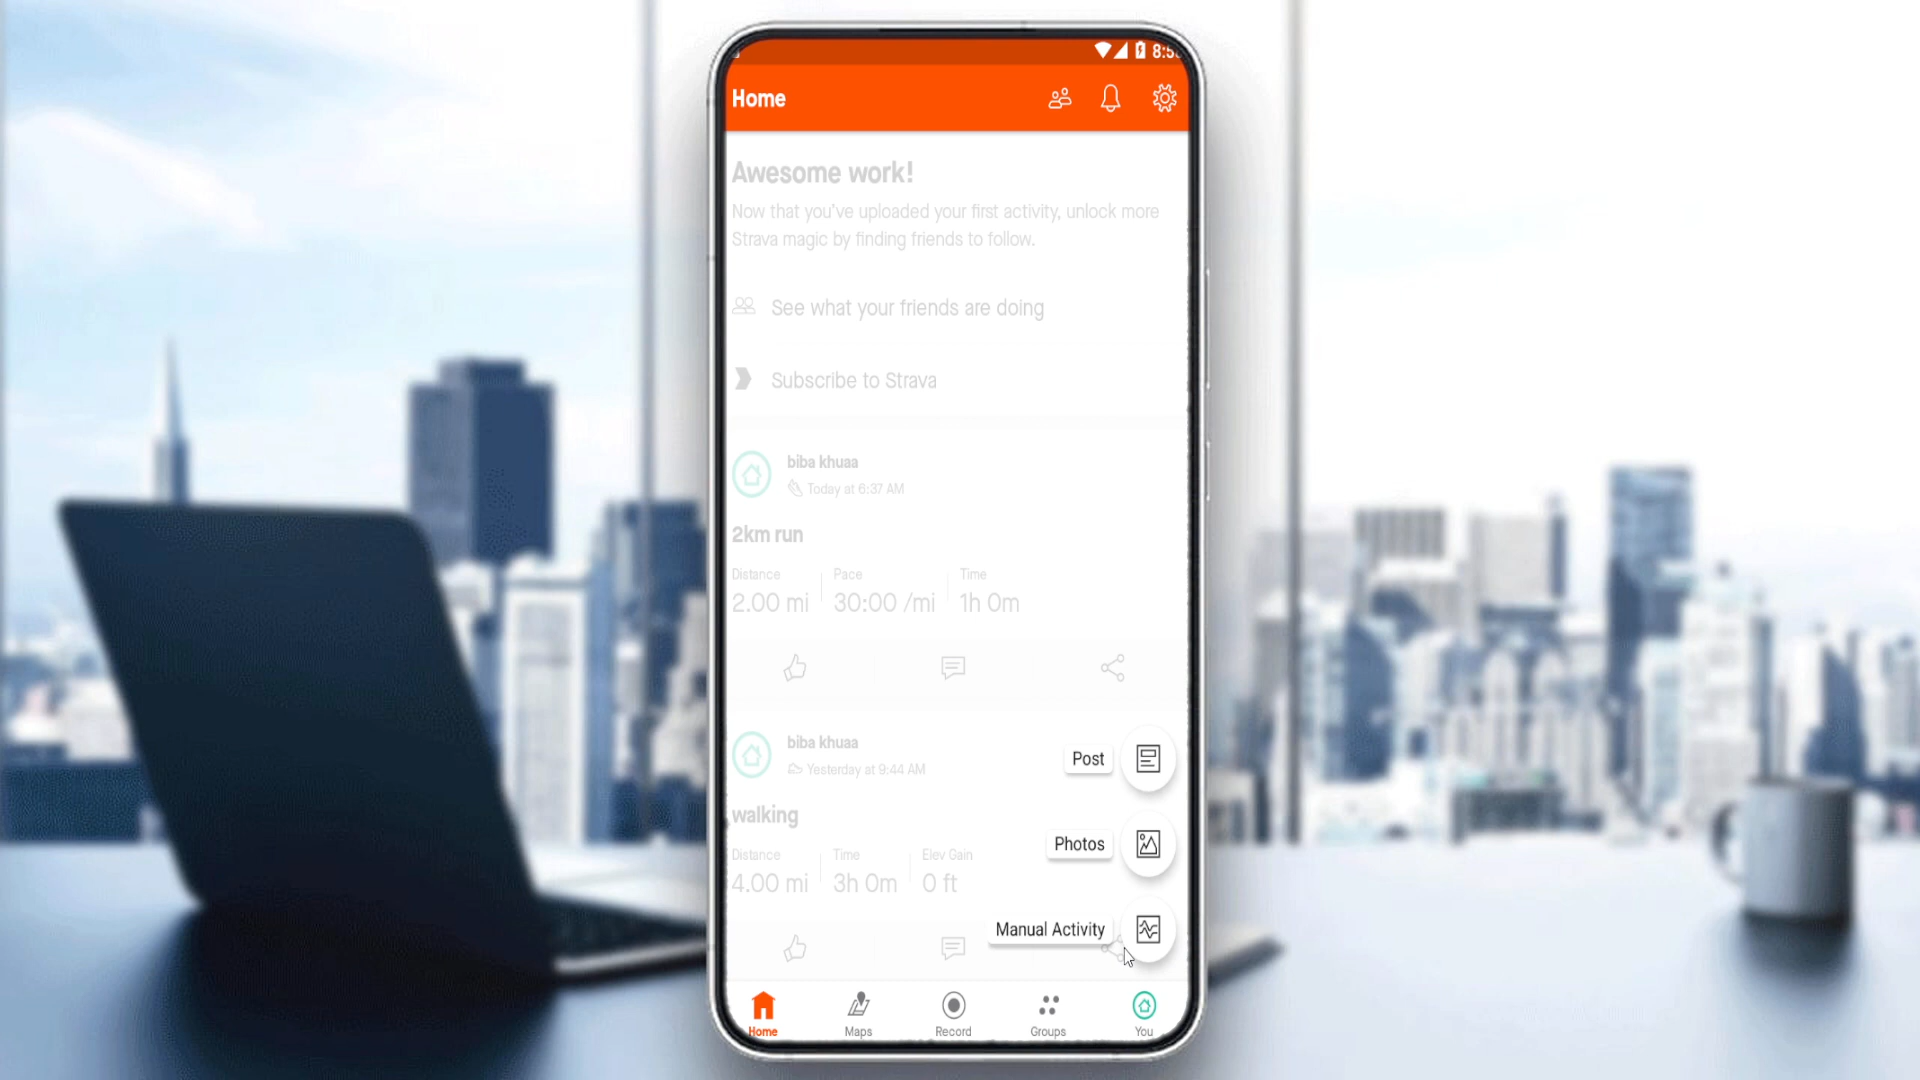 8:5
Home
Awesome work!
Now that you've uploaded your first activity, unlock more
Strava magic by finding friends to follow.
See what your friends are doing
Subscribe to Strava
biba khuaa
Today at 6:37 AM
2km run
Distance Pace Time
2.00 mi 30:00 /mi 1h 0m
biba khuaa
Yesterday at 9:44 AM
Post
walking
Photos
Distance Time Elev Gain
4.00 mi 3h 0m 0 ft
Manual Activity
Home Maps Record Groups You